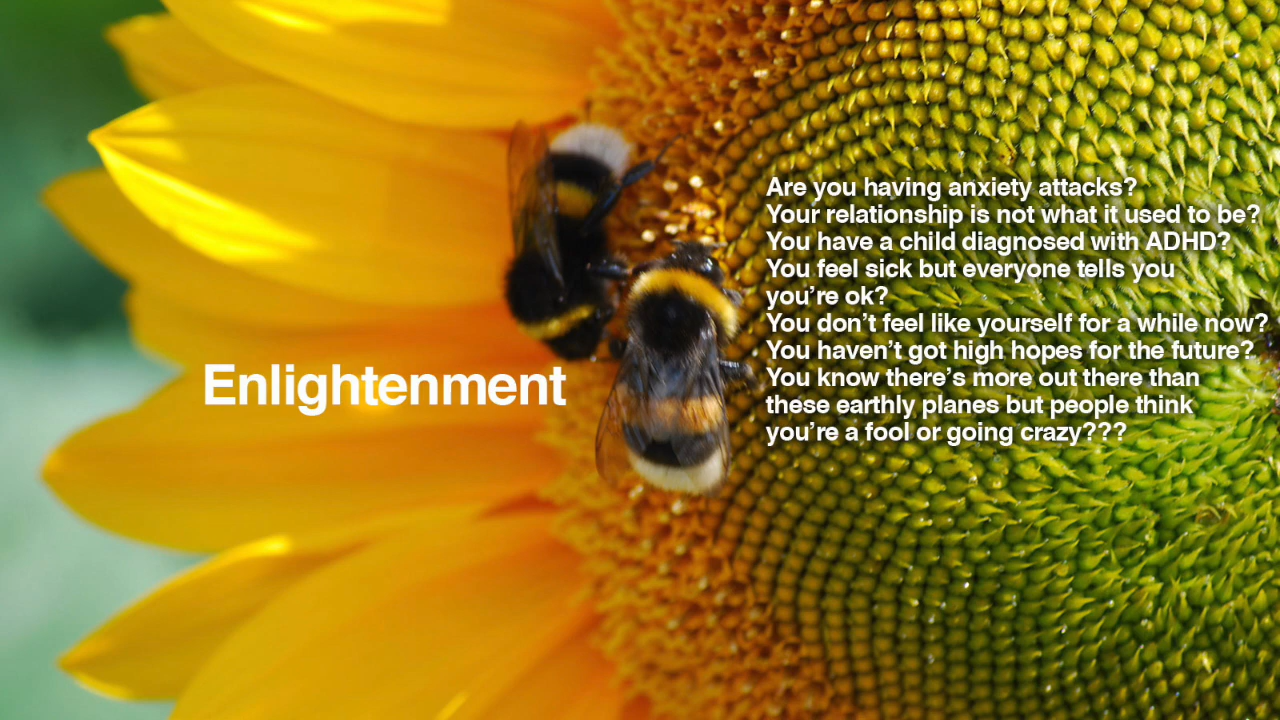 Enlightenment
Are you having anxiety attacks?
Your relationship is not what it used to be?
You have a child diagnosed with ADHD?
You feel sick but everyone tells you
you’re ok?
You don’t feel like yourself for a while now?
You haven’t got high hopes for the future?
You know there’s more out there than
these earthly planes but people think
you’re a fool or going crazy???